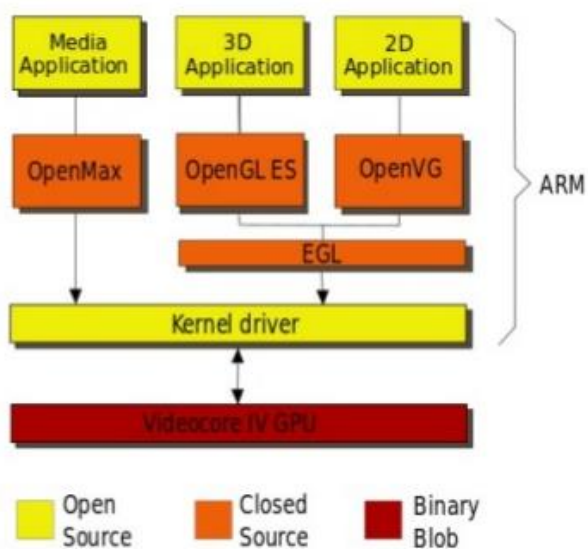 Media
Application
3D
Application
2D
Application
OpenMax
OpenGL ES
OpenVG
ARM
EGL
Kernel driver
Videocore IV GPU
Open
Source
Closed
Source
Binary
Blob